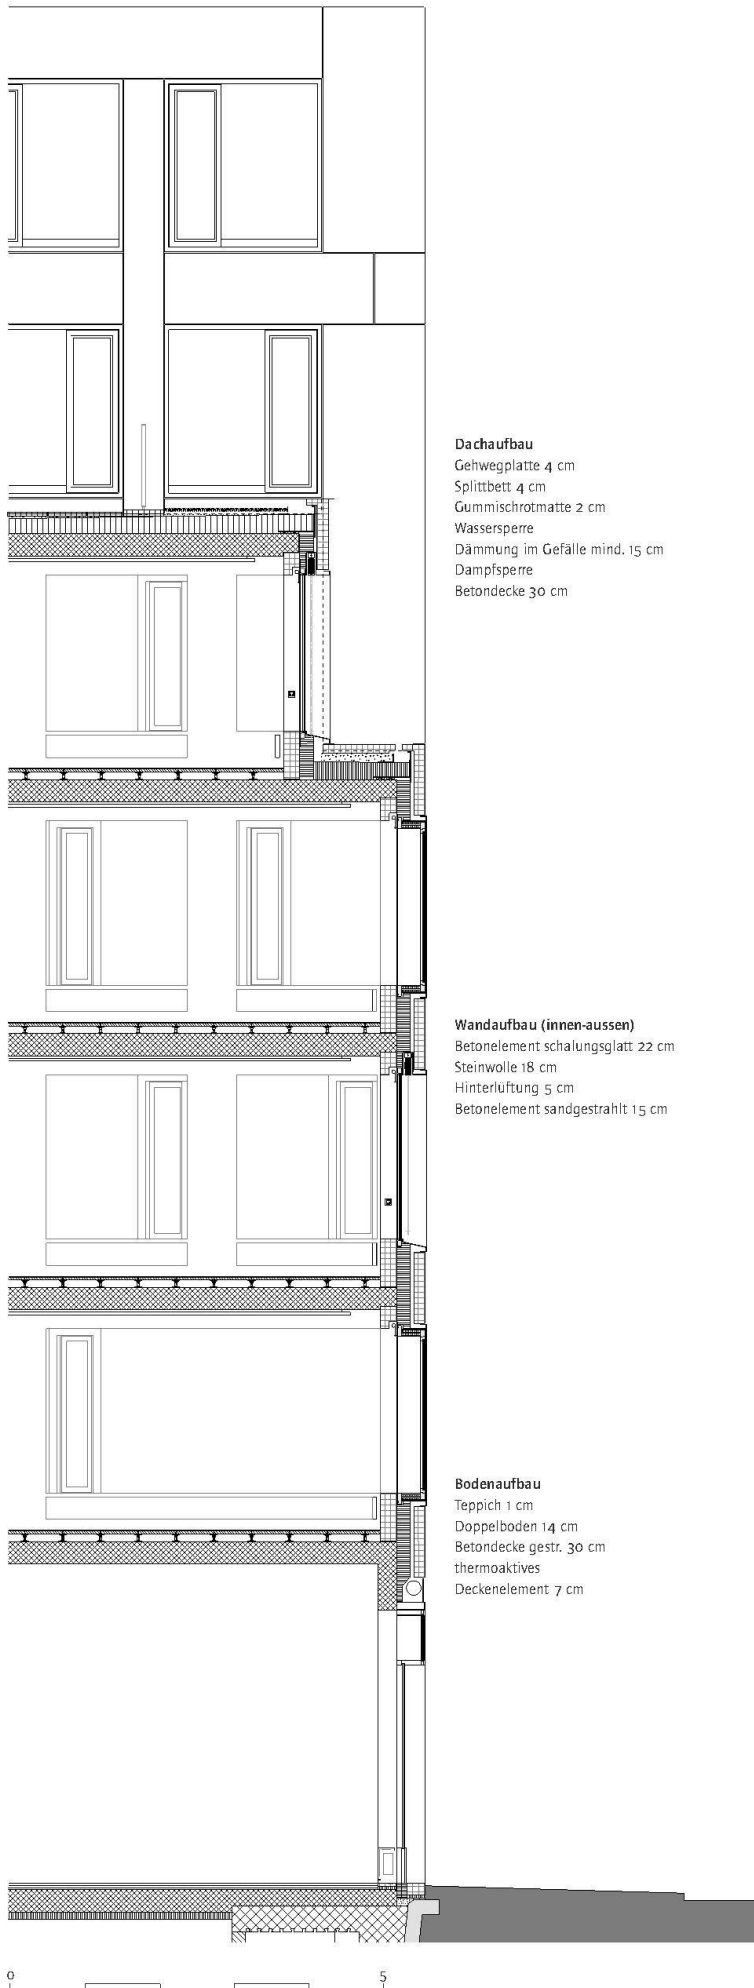 Dachaufbau
Gehwegplatte 4 cm
Splittbett 4 cm
Gummischrotmatte 2 cm
Wassersperre
Dämmung im Gefälle mind. 15 cm
Dampfsperre
Betondecke 30 cm
Wandaufbau (innen-aussen)
Betonelement schalungsglatt 22 cm
Steinwolle 18 cm
Hinterlüftung 5 cm
Betonelement sandgestrahlt 15 cm
Bodenaufbau
Teppich 1 cm
Doppelboden 14 cm
Betondecke gestr. 30 cm
thermoaktives
Deckenelement 7 cm
0 5